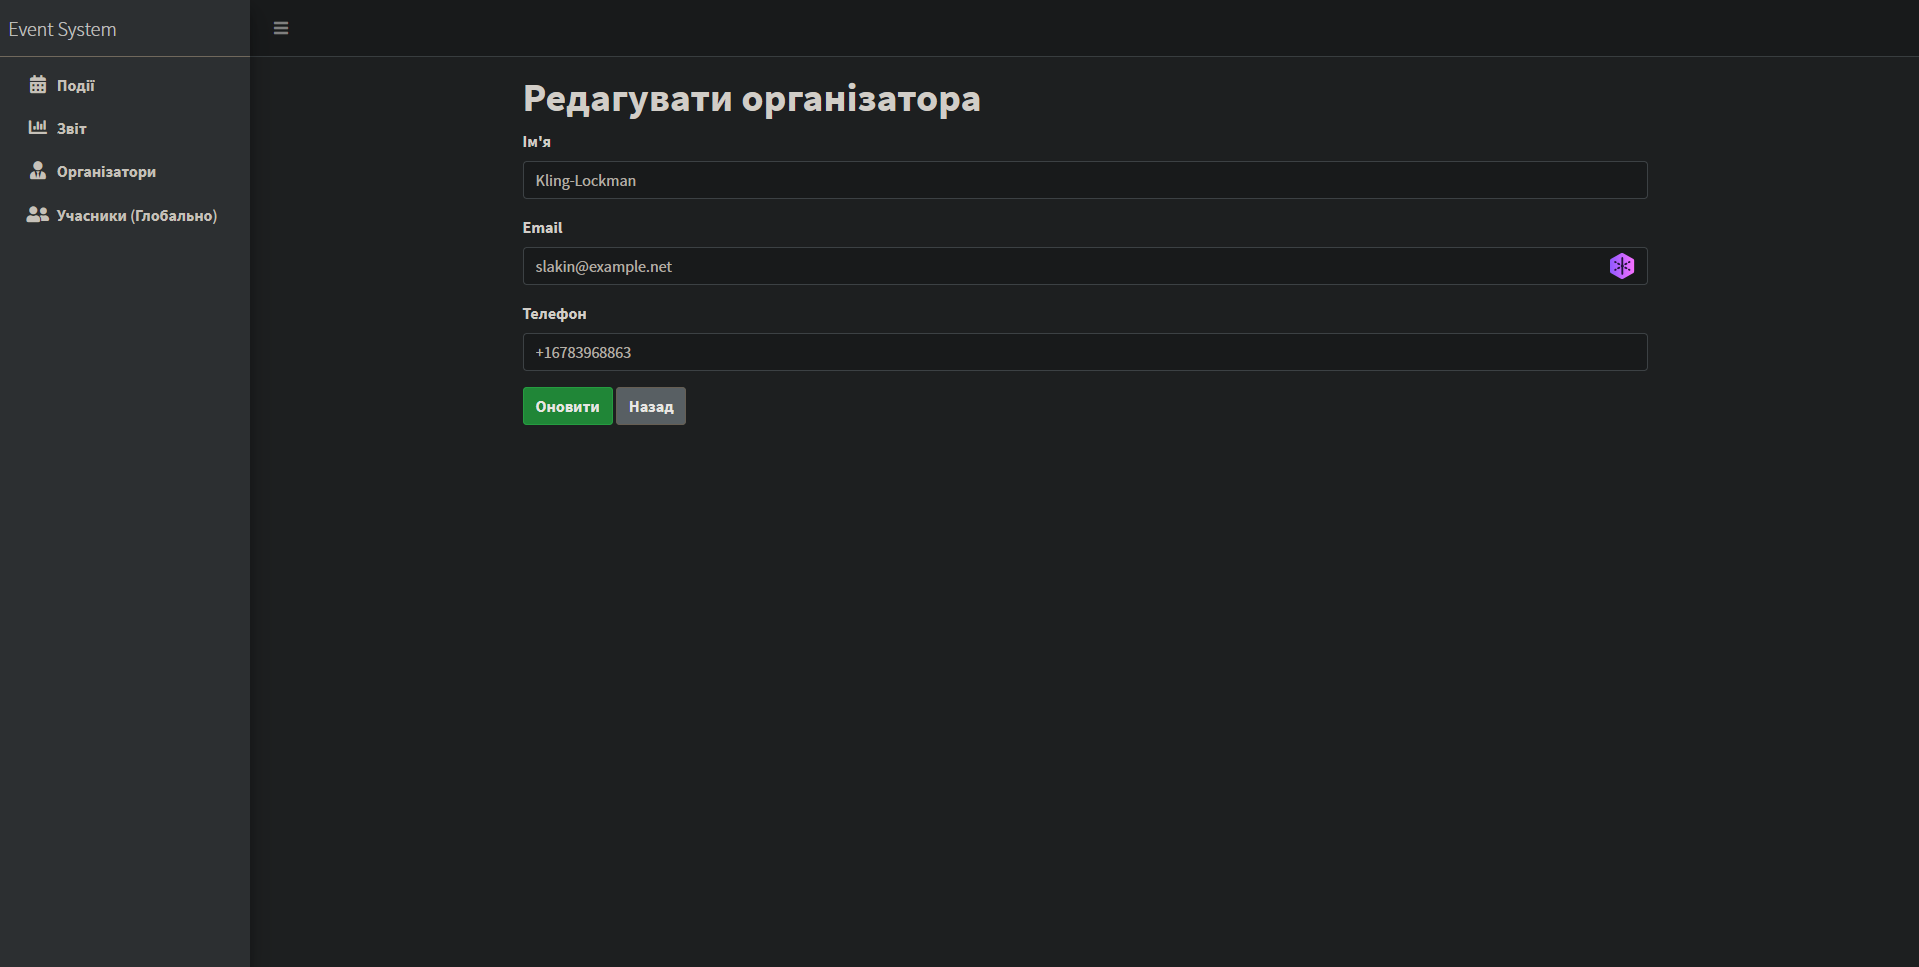 Event System
Події
Звіт
Організатори
Учасники (Глобально)
Редагувати організатора
Ім'я
Kling-Lockman
Email
slakin@example.net
Телефон
+16783968863
Оновити Назад